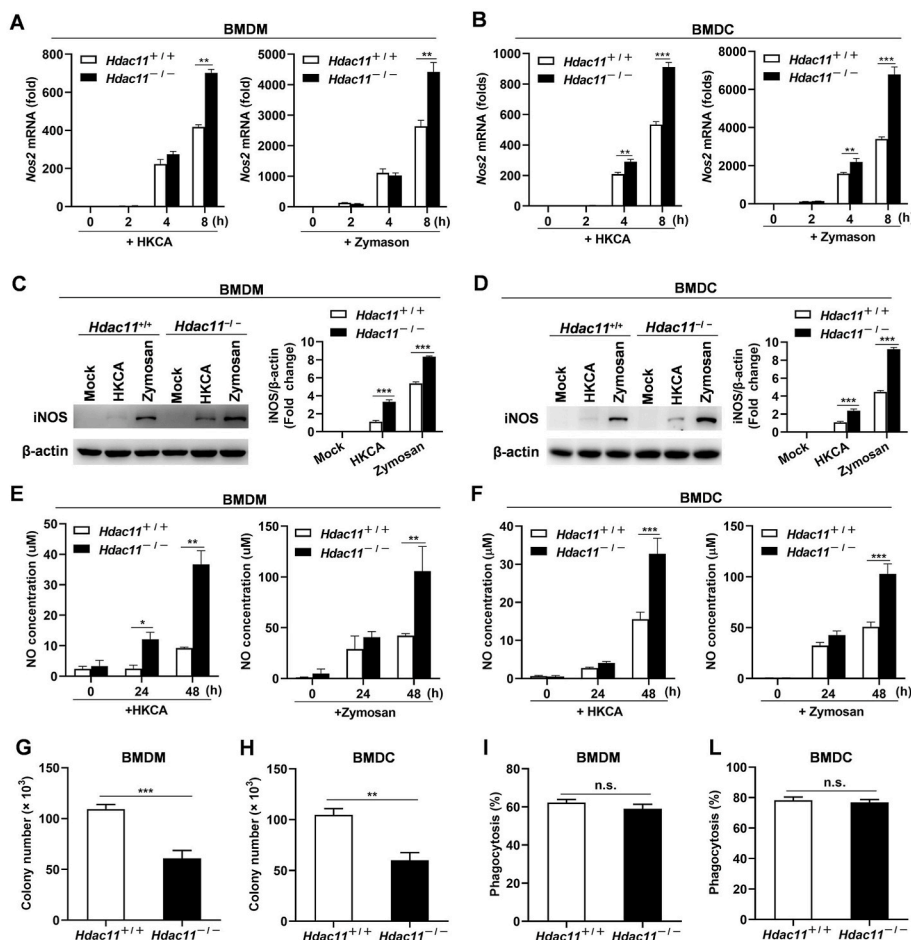 A
BMDM
Hdac11+/+
Hdac11−/−
Nos2 mRNA (fold)
800
600
400
200
0
**
0 2 4 8 (h)
+ HKCA
Hdac11+/+
Hdac11−/−
Nos2 mRNA (fold)
5000
4000
3000
2000
1000
0
**
0 2 4 8 (h)
+ Zymason
B
BMDC
Hdac11+/+
Hdac11−/−
Nos2 mRNA (folds)
1000
800
600
400
200
0
**
***
0 2 4 8 (h)
+ HKCA
Hdac11+/+
Hdac11−/−
Nos2 mRNA (folds)
8000
6000
4000
2000
0
**
***
0 2 4 8 (h)
+ Zymason
C
BMDM
Hdac11+/+ Hdac11−/−
Mock HKCA Zymosan Mock HKCA Zymosan
iNOS
β-actin
Hdac11+/+
Hdac11−/−
iNOS/β-actin
(Fold change)
10
8
6
4
2
0
***
***
Mock HKCA Zymosan
D
BMDC
Hdac11+/+ Hdac11−/−
Mock HKCA Zymosan Mock HKCA Zymosan
iNOS
β-actin
Hdac11+/+
Hdac11−/−
iNOS/β-actin
(Fold change)
10
8
6
4
2
0
***
***
Mock HKCA Zymosan
E
BMDM
Hdac11+/+
Hdac11−/−
NO concentration (uM)
60
40
20
10
0
*
**
0 24 48 (h)
+HKCA
Hdac11+/+
Hdac11−/−
NO concentration (uM)
150
100
50
0
**
0 24 48 (h)
+Zymosan
F
BMDC
Hdac11+/+
Hdac11−/−
NO concentration (μM)
40
30
20
10
0
***
0 24 48 (h)
+ HKCA
Hdac11+/+
Hdac11−/−
NO concentration (μM)
150
100
50
0
***
0 24 48 (h)
+ Zymosan
G
BMDM
Colony number (× 10³)
150
100
50
0
***
Hdac11+/+ Hdac11−/−
H
BMDC
Colony number (× 10³)
150
100
50
0
**
Hdac11+/+ Hdac11−/−
I
BMDM
Phagocytosis (%)
80
60
40
20
0
n.s.
Hdac11+/+ Hdac11−/−
L
BMDC
Phagocytosis (%)
100
80
60
40
20
0
n.s.
Hdac11+/+ Hdac11−/−